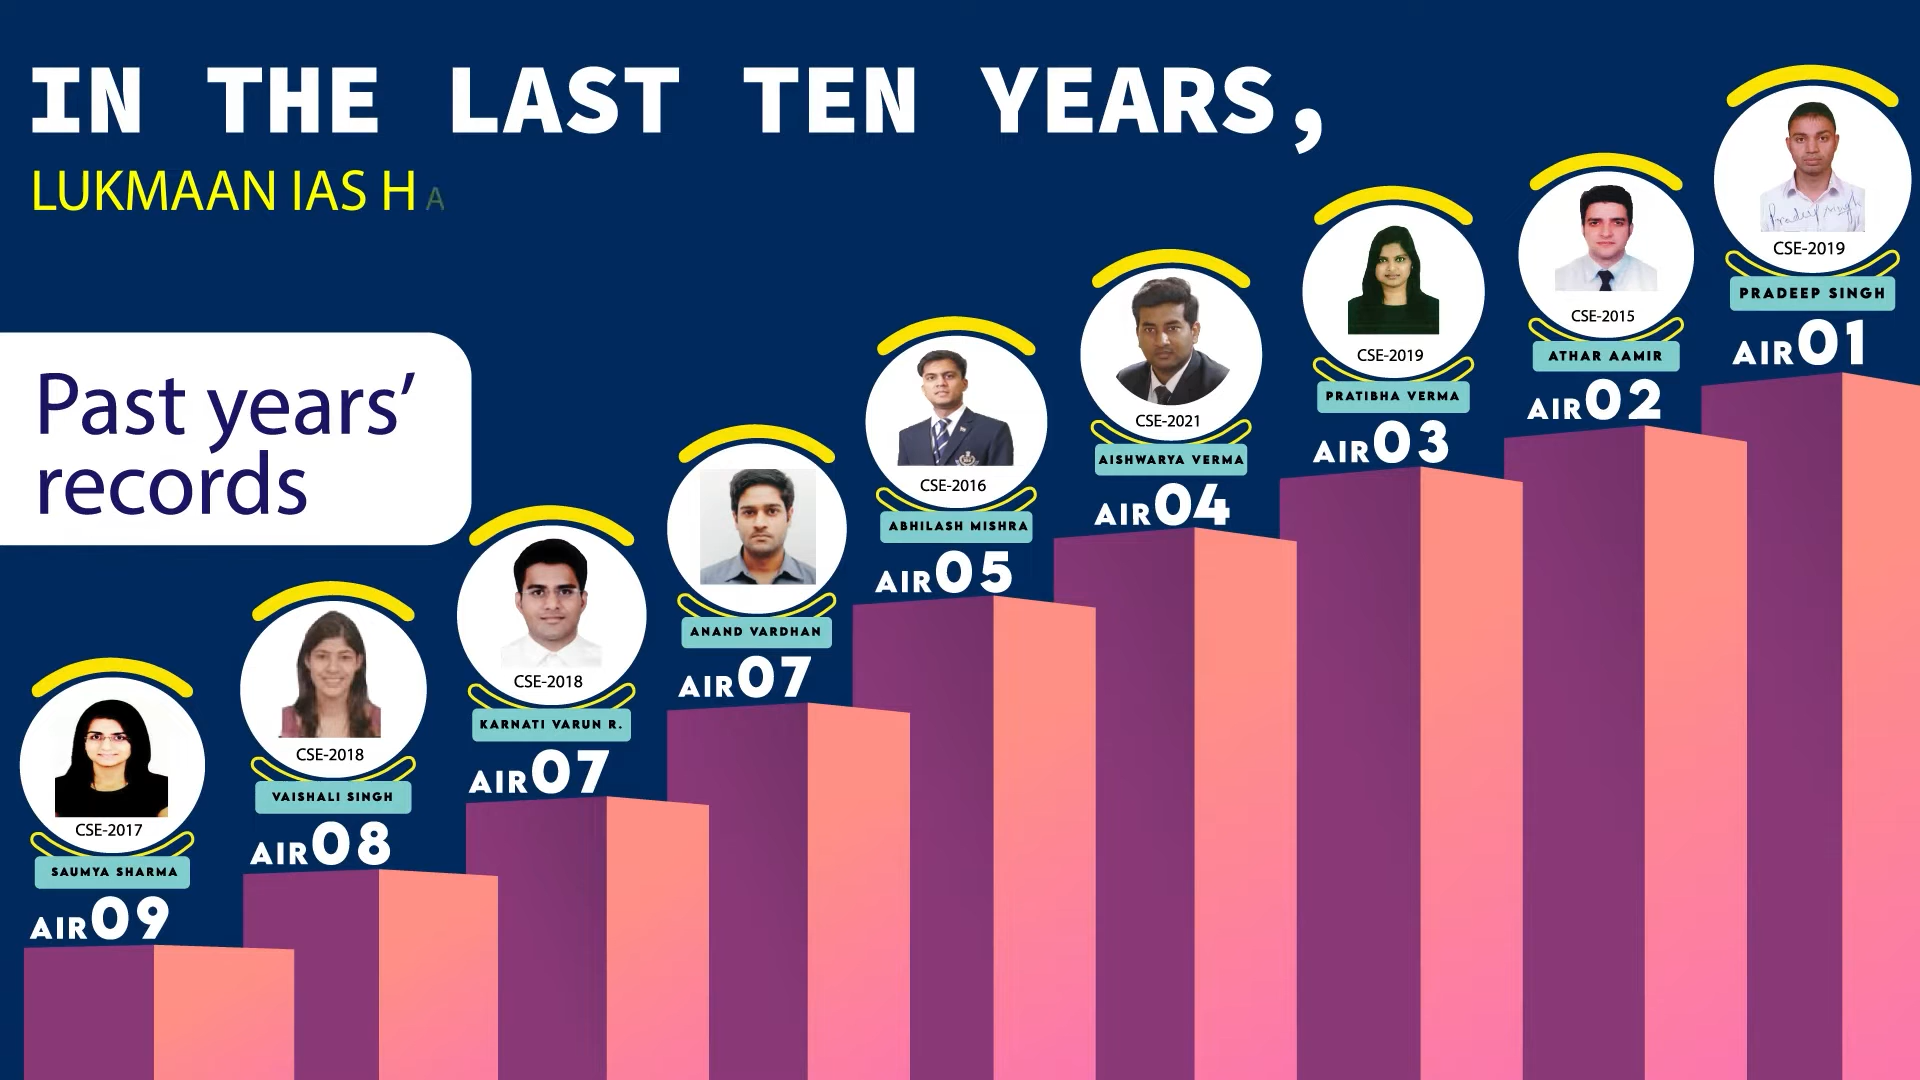 IN THE LAST TEN YEARS,
LUKMAAN IAS H A
Past years’
records
CSE-2017
SAUMYA SHARMA
AIR09
CSE-2018
VAISHALI SINGH
AIR08
CSE-2018
KARNATI VARUN R.
AIR07
ANAND VARDHAN
AIR07
CSE-2016
ABHILASH MISHRA
AIR05
CSE-2021
AISHWARYA VERMA
AIR04
CSE-2019
PRATIBHA VERMA
AIR03
CSE-2015
ATHAR AAMIR
AIR02
Pradeep Singh
CSE-2019
PRADEEP SINGH
AIR01